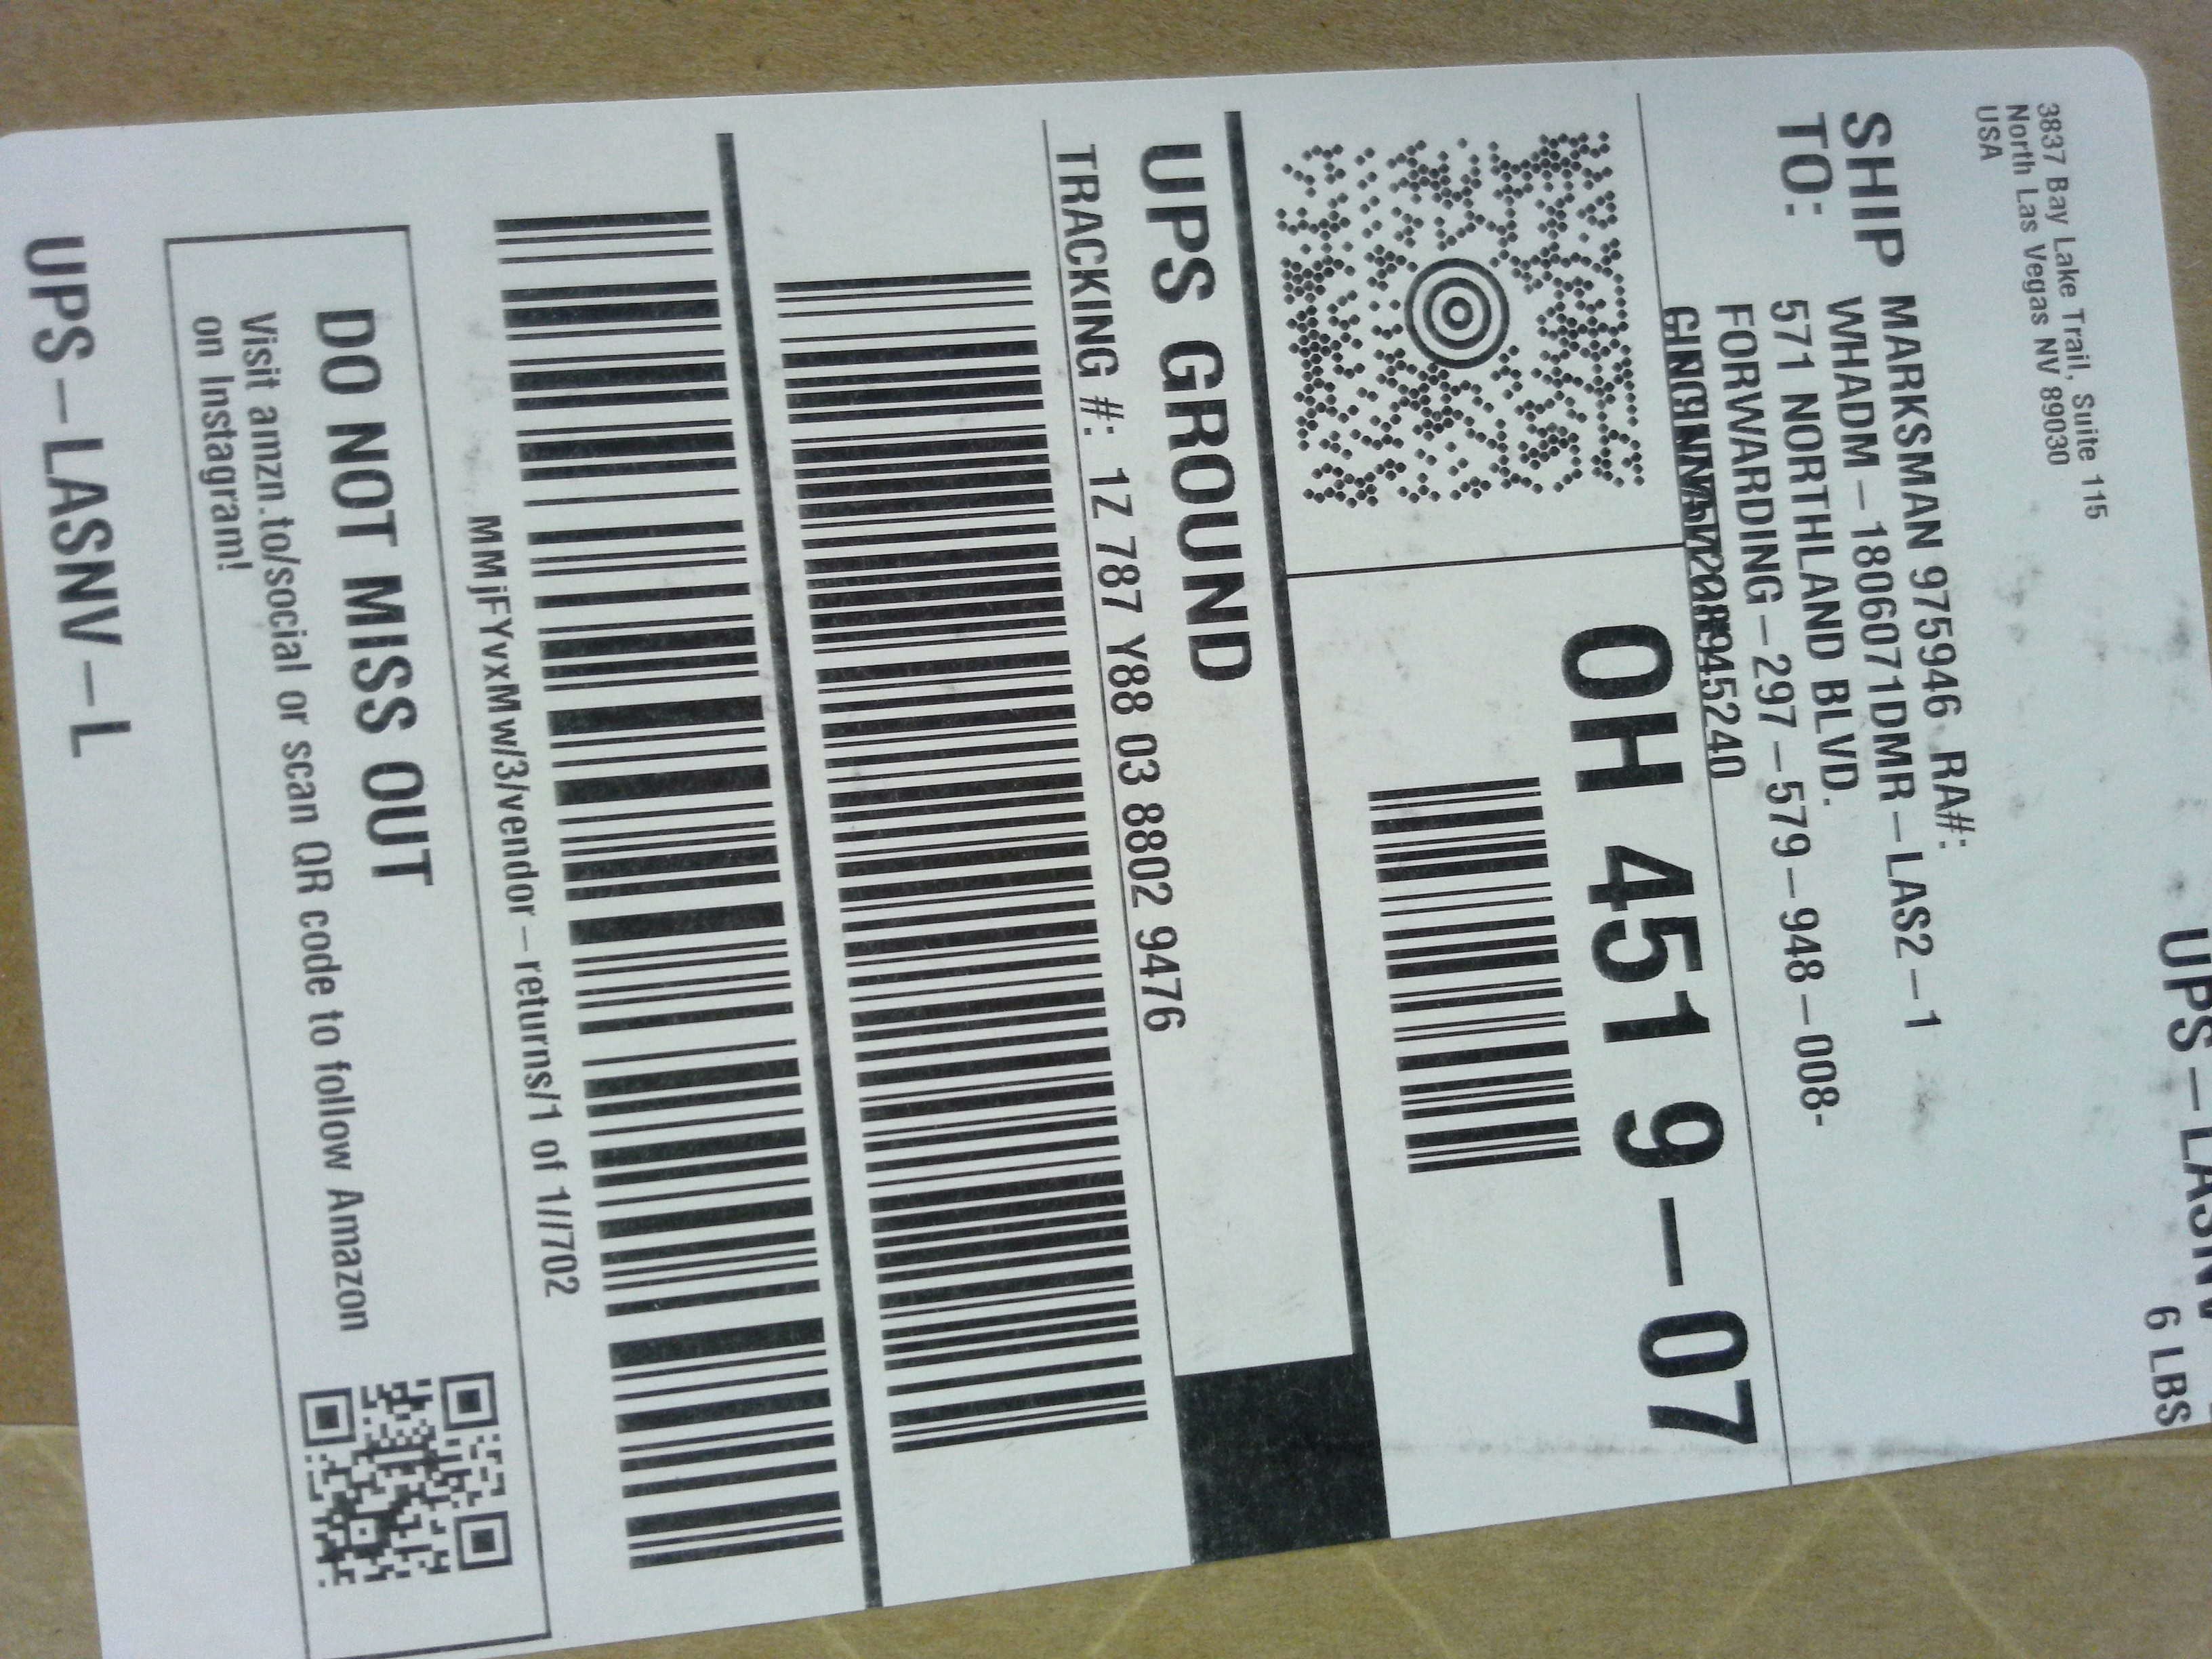 UPS-LASNV
6 LBS
3837 Bay Lake Trail, Suite 115
North Las Vegas NV 89030
USA
SHIP
TO:
MARKSMAN 975946 RA#:
WHADM-1806071DMR-LAS2-1
571 NORTHLAND BLVD.
FORWARDING-297-579-948-008-
945240
OH 451 9-07
UPS GROUND
TRACKING #: 1Z 787 Y88 03 8802 9476
MMjFYvxMw/3/vendor-returns/1 of 1///702
DO NOT MISS OUT
Visit amzn.to/social or scan QR code to follow Amazon
on Instagram!
UPS-LASNV-L